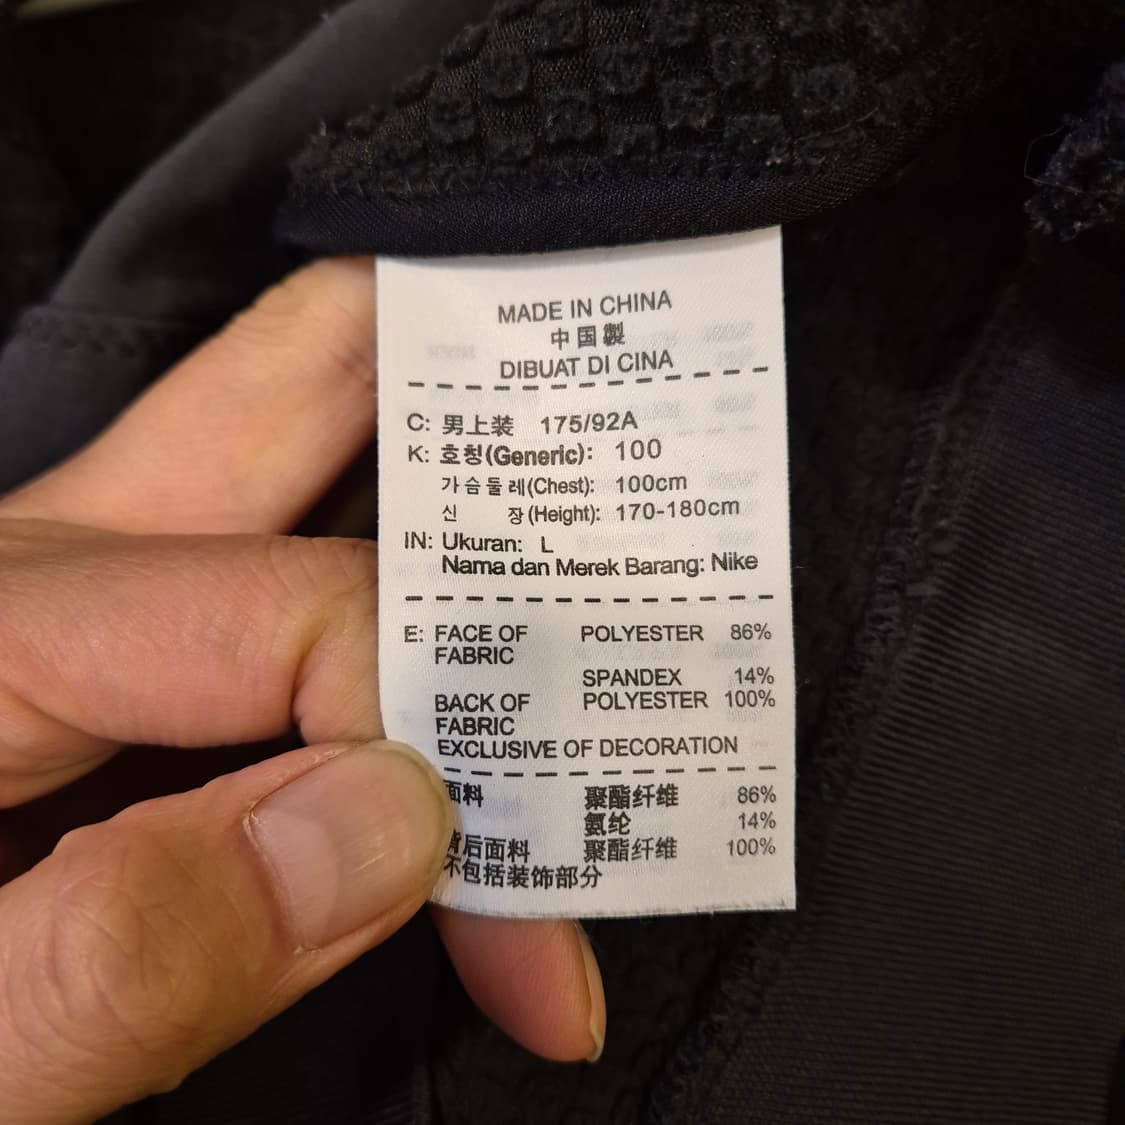 MADE IN CHINA
中国製
DIBUAT DI CINA
C: 男上装 175/92A
K: 호칭(Generic): 100
가슴둘레(Chest): 100cm
신 장(Height): 170-180cm
IN: Ukuran: L
Nama dan Merek Barang: Nike
E: FACE OF POLYESTER 86%
FABRIC
SPANDEX 14%
BACK OF POLYESTER 100%
FABRIC
EXCLUSIVE OF DECORATION
面料 聚酯纤维 86%
氨纶 14%
背后面料 聚酯纤维 100%
不包括装饰部分